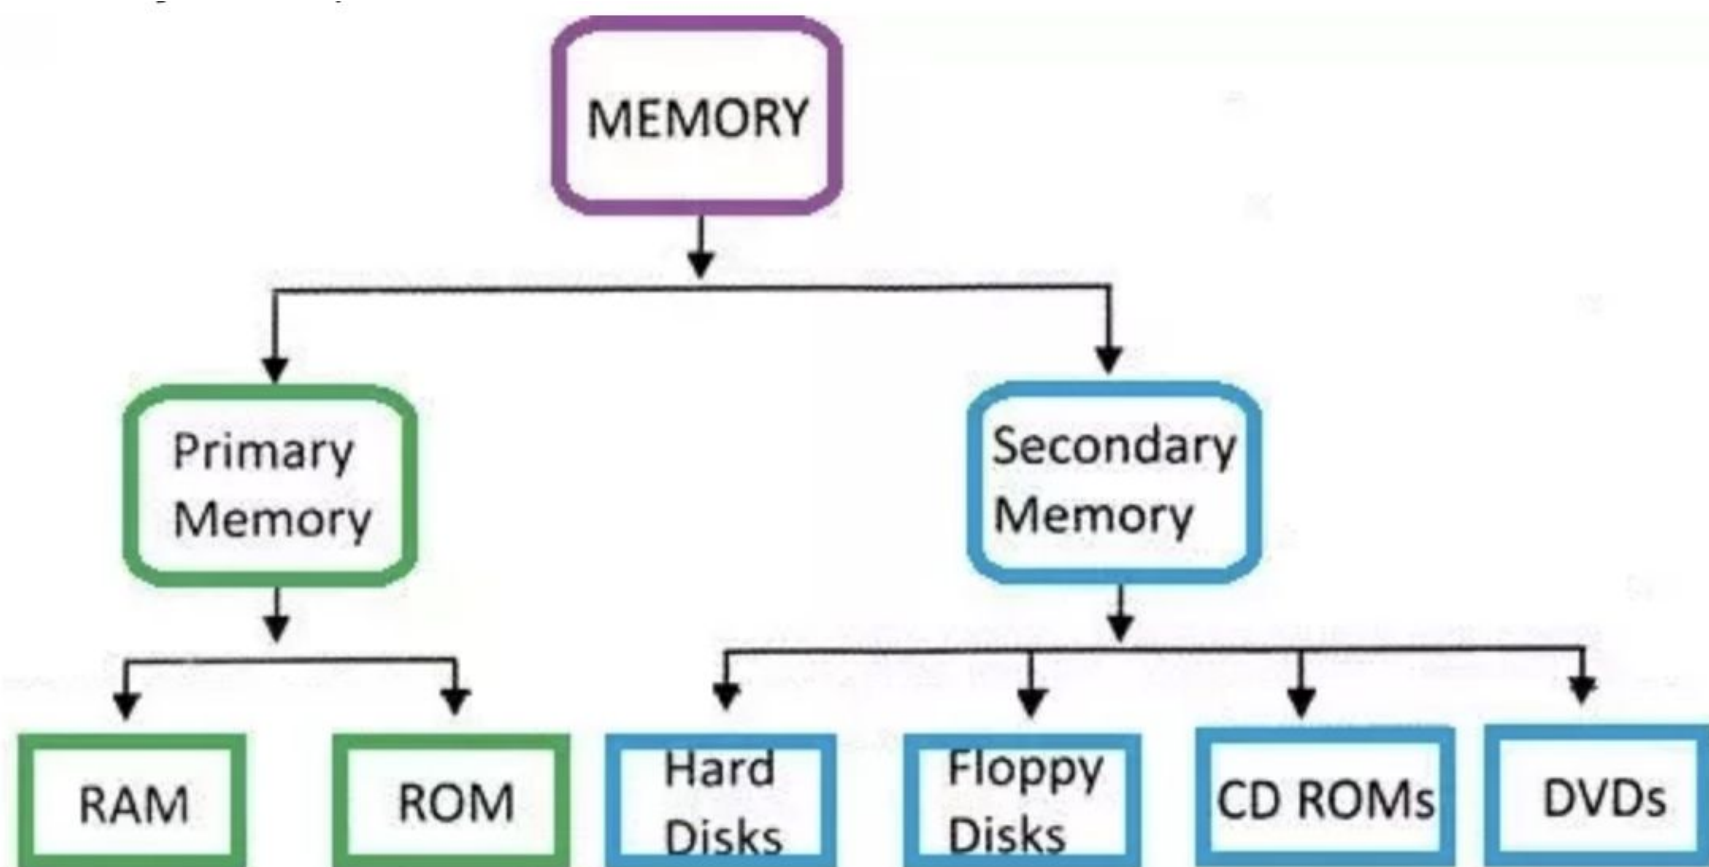 MEMORY
Primary
Memory
Secondary
Memory
RAM
ROM
Hard
Disks
Floppy
Disks
CD ROMs
DVDs